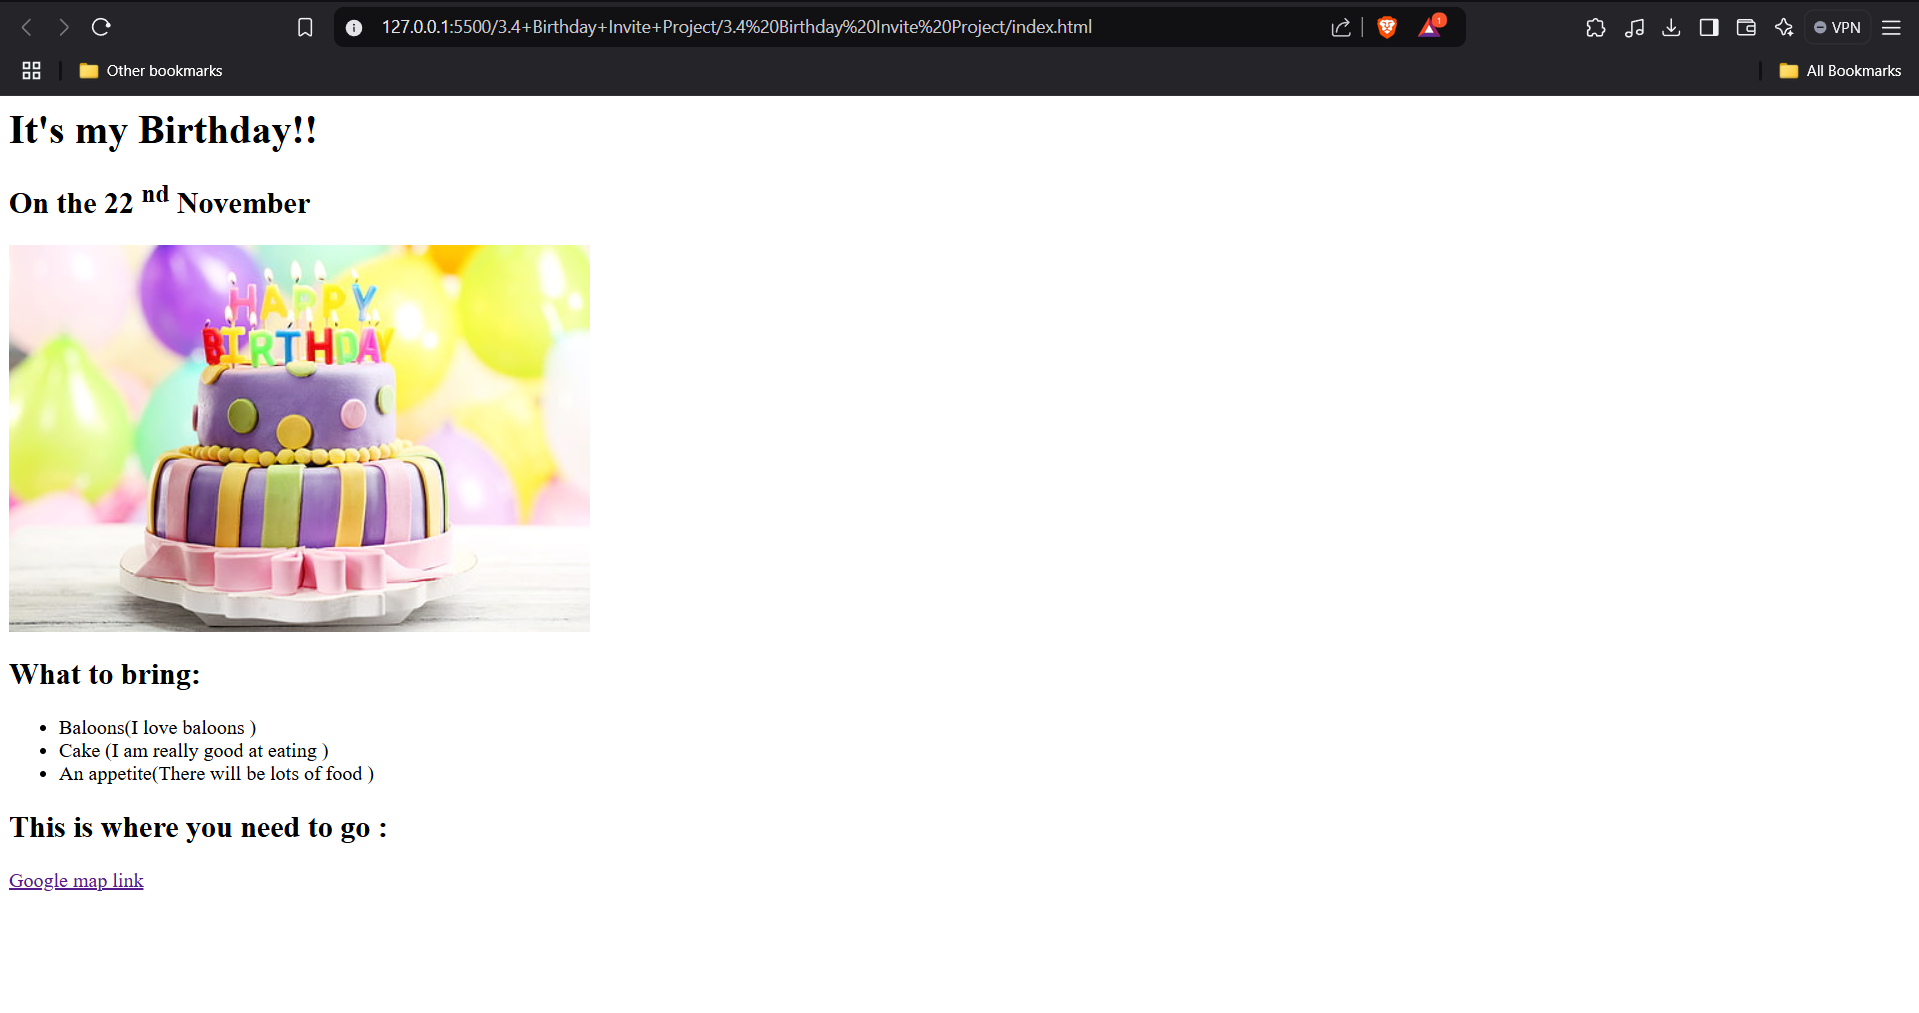 127.0.0.1:5500/3.4+Birthday+Invite+Project/3.4%20Birthday%20Invite%20Project/index.html
1
VPN
Other bookmarks
All Bookmarks
It's my Birthday!!
On the 22 nd November
HAPPY
BIRTHDAY
What to bring:
Baloons(I love baloons )
Cake (I am really good at eating )
An appetite(There will be lots of food )
This is where you need to go :
Google map link